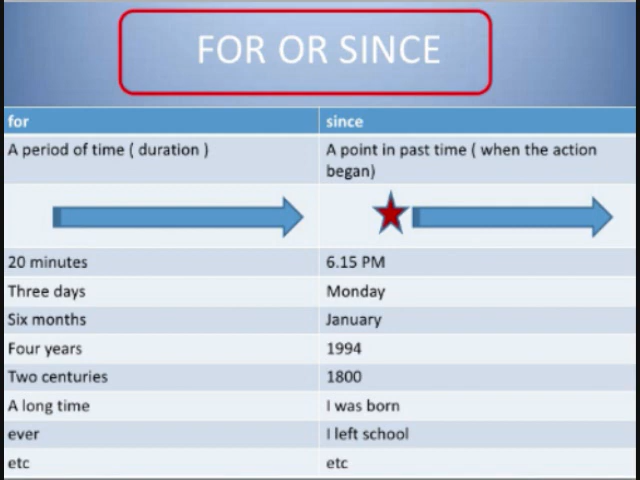 FOR OR SINCE
for
since
A period of time ( duration )
A point in past time ( when the action
began)
20 minutes
6.15 PM
Three days
Monday
Six months
January
Four years
1994
Two centuries
1800
A long time
I was born
ever
I left school
etc
etc